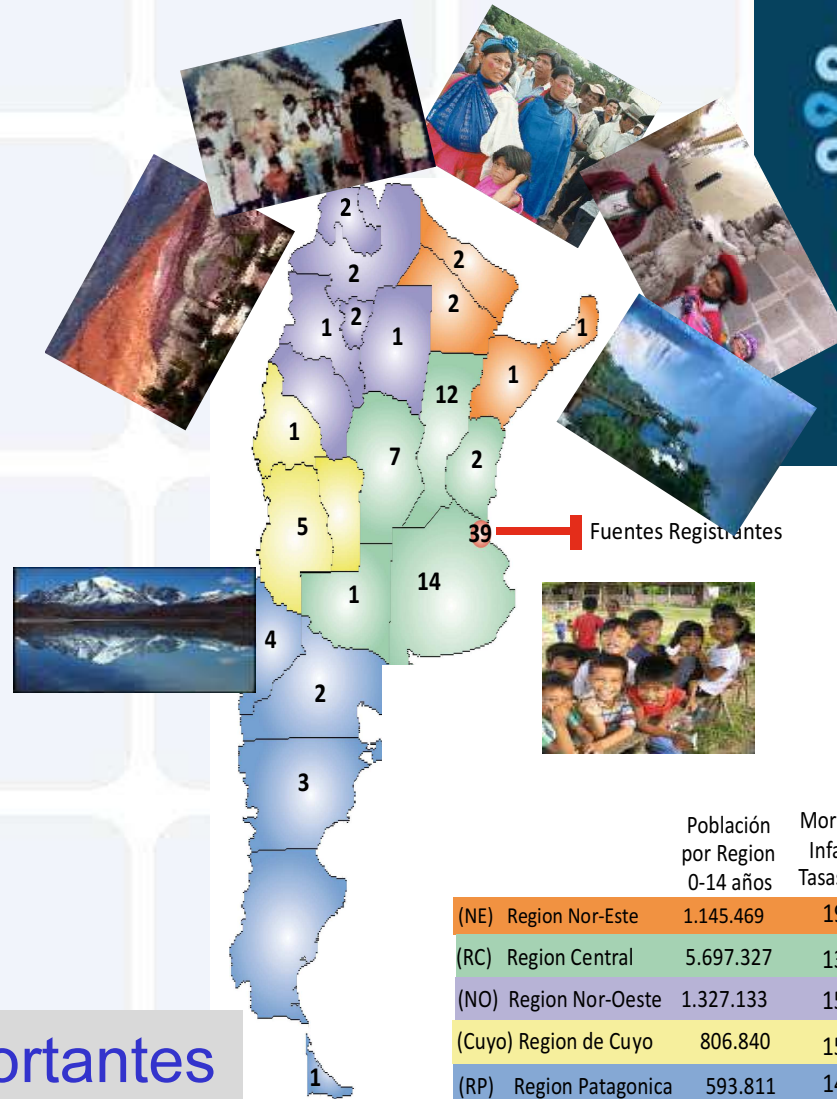 2
2
2
2
2
1
1
1
1
12
1
7
2
5
39
Fuentes Registrantes
1
14
4
2
3
1
Población
por Region
0-14 años
(NE) Region Nor-Este 1.145.469
(RC) Region Central 5.697.327
(NO) Region Nor-Oeste 1.327.133
(Cuyo) Region de Cuyo 806.840
(RP) Region Patagonica 593.811